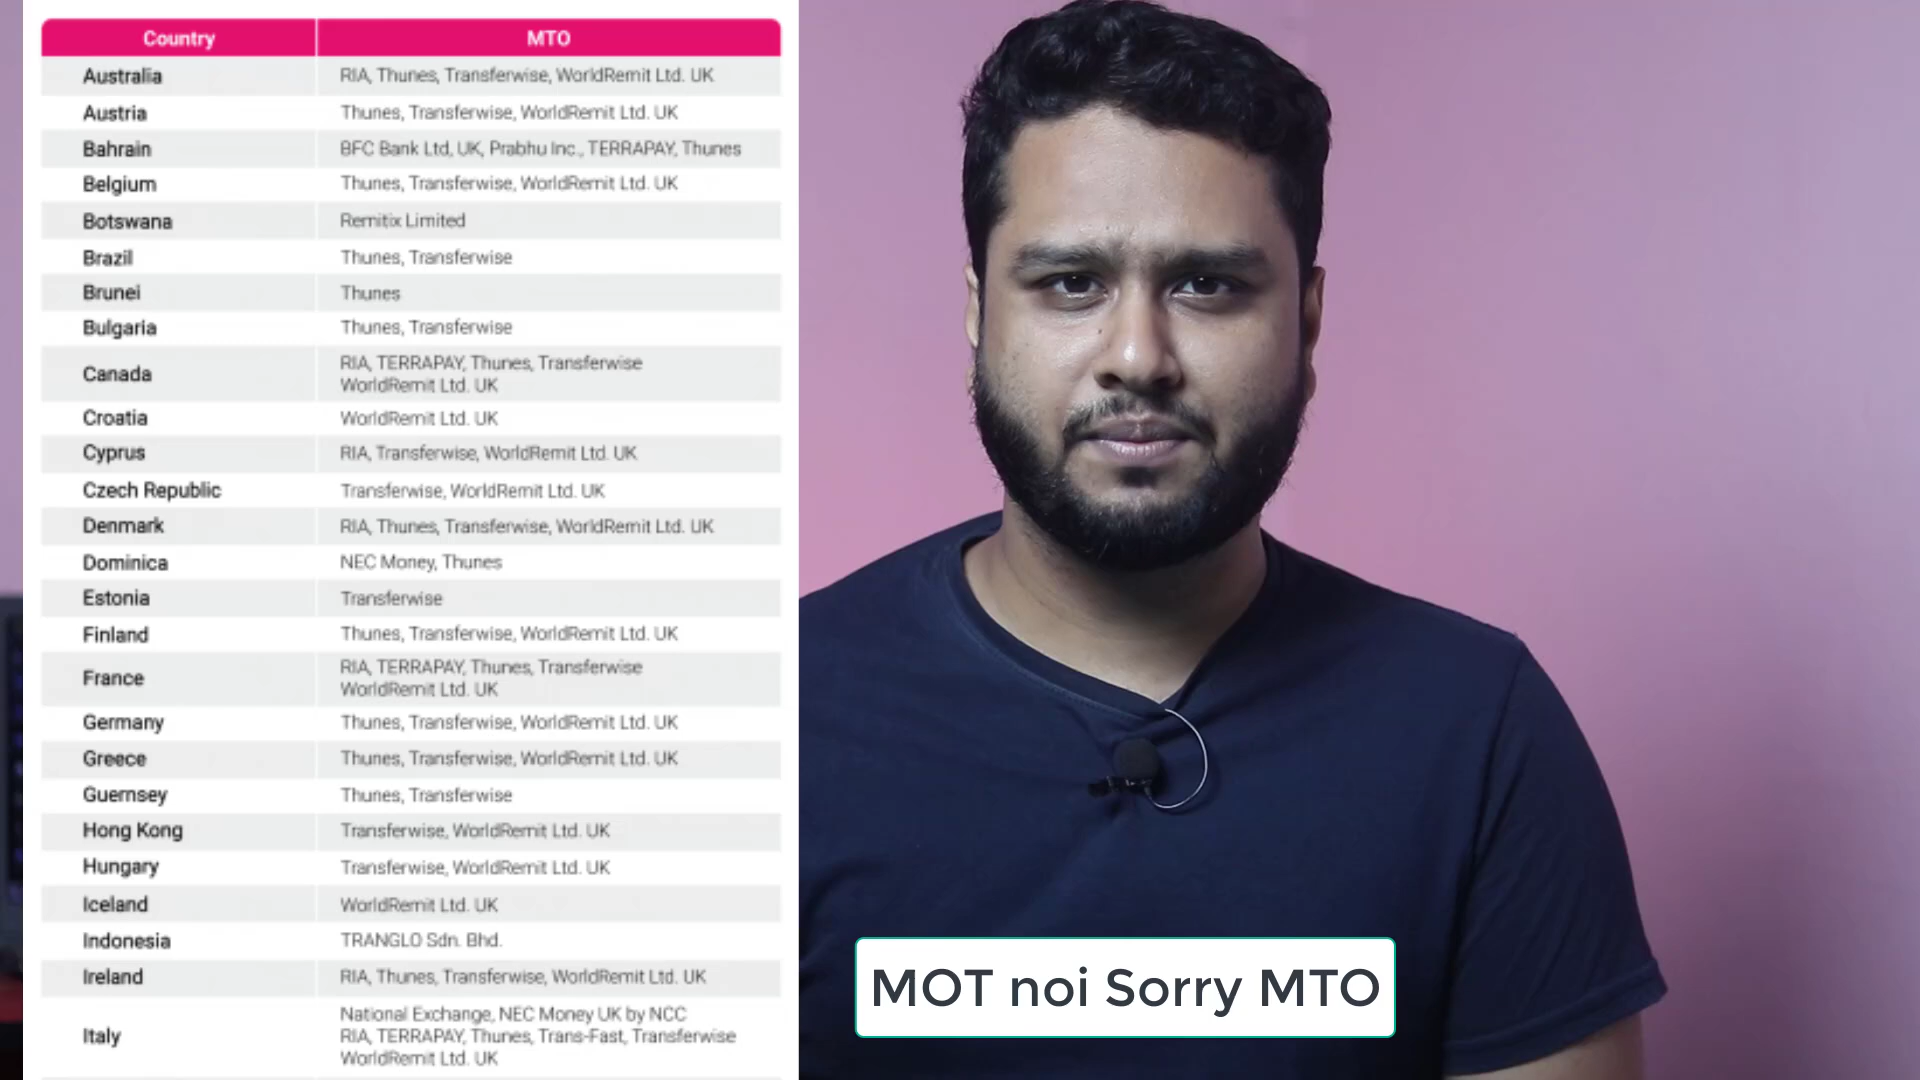 Country MTO
Australia RIA, Thunes, Transferwise, WorldRemit Ltd. UK
Austria Thunes, Transferwise, WorldRemit Ltd. UK
Bahrain BFC Bank Ltd, UK, Prabhu Inc., TERRAPAY, Thunes
Belgium Thunes, Transferwise, WorldRemit Ltd. UK
Botswana Remitix Limited
Brazil Thunes, Transferwise
Brunei Thunes
Bulgaria Thunes, Transferwise
Canada RIA, TERRAPAY, Thunes, Transferwise
WorldRemit Ltd. UK
Croatia WorldRemit Ltd. UK
Cyprus RIA, Transferwise, WorldRemit Ltd. UK
Czech Republic Transferwise, WorldRemit Ltd. UK
Denmark RIA, Thunes, Transferwise, WorldRemit Ltd. UK
Dominica NEC Money, Thunes
Estonia Transferwise
Finland Thunes, Transferwise, WorldRemit Ltd. UK
France RIA, TERRAPAY, Thunes, Transferwise
WorldRemit Ltd. UK
Germany Thunes, Transferwise, WorldRemit Ltd. UK
Greece Thunes, Transferwise, WorldRemit Ltd. UK
Guernsey Thunes, Transferwise
Hong Kong Transferwise, WorldRemit Ltd. UK
Hungary Transferwise, WorldRemit Ltd. UK
Iceland WorldRemit Ltd. UK
Indonesia TRANGLO Sdn. Bhd.
Ireland RIA, Thunes, Transferwise, WorldRemit Ltd. UK
Italy National Exchange, NEC Money UK by NCC
RIA, TERRAPAY, Thunes, Trans-Fast, Transferwise
WorldRemit Ltd. UK
MOT noi Sorry MTO